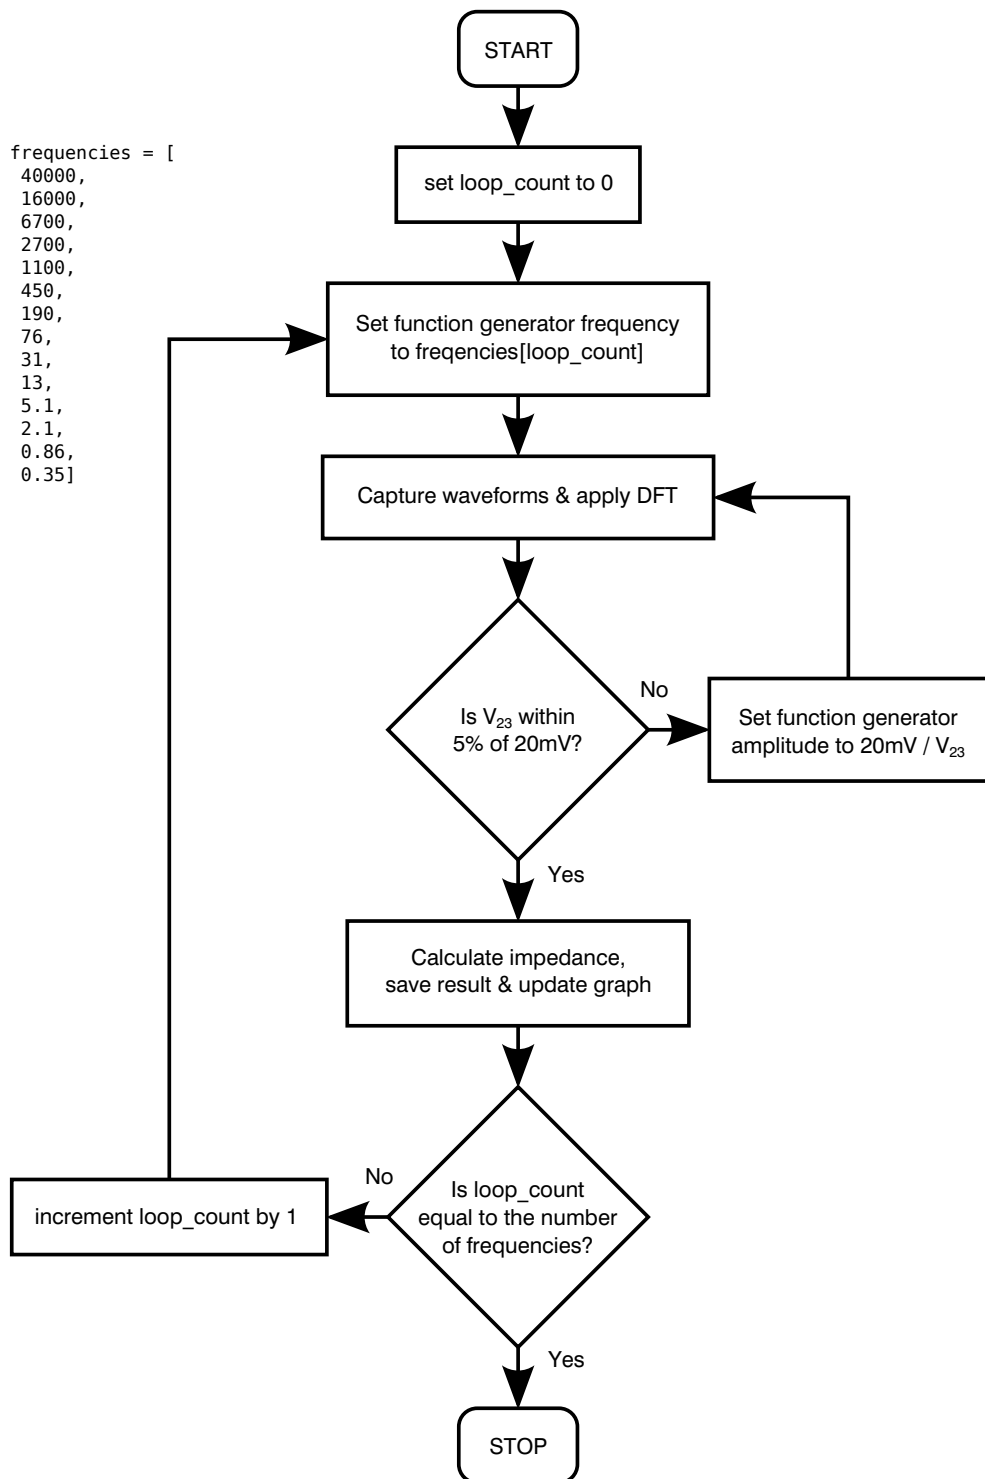 START
frequencies = [
40000,
16000,
6700,
2700,
1100,
450,
190,
76,
31,
13,
5.1,
2.1,
0.86,
0.35]
set loop_count to 0
Set function generator frequency
to freqencies[loop_count]
Capture waveforms & apply DFT
Is V₂₃ within
5% of 20mV?
No
Set function generator
amplitude to 20mV / V₂₃
Yes
Calculate impedance,
save result & update graph
Is loop_count
equal to the number
of frequencies?
No
increment loop_count by 1
Yes
STOP